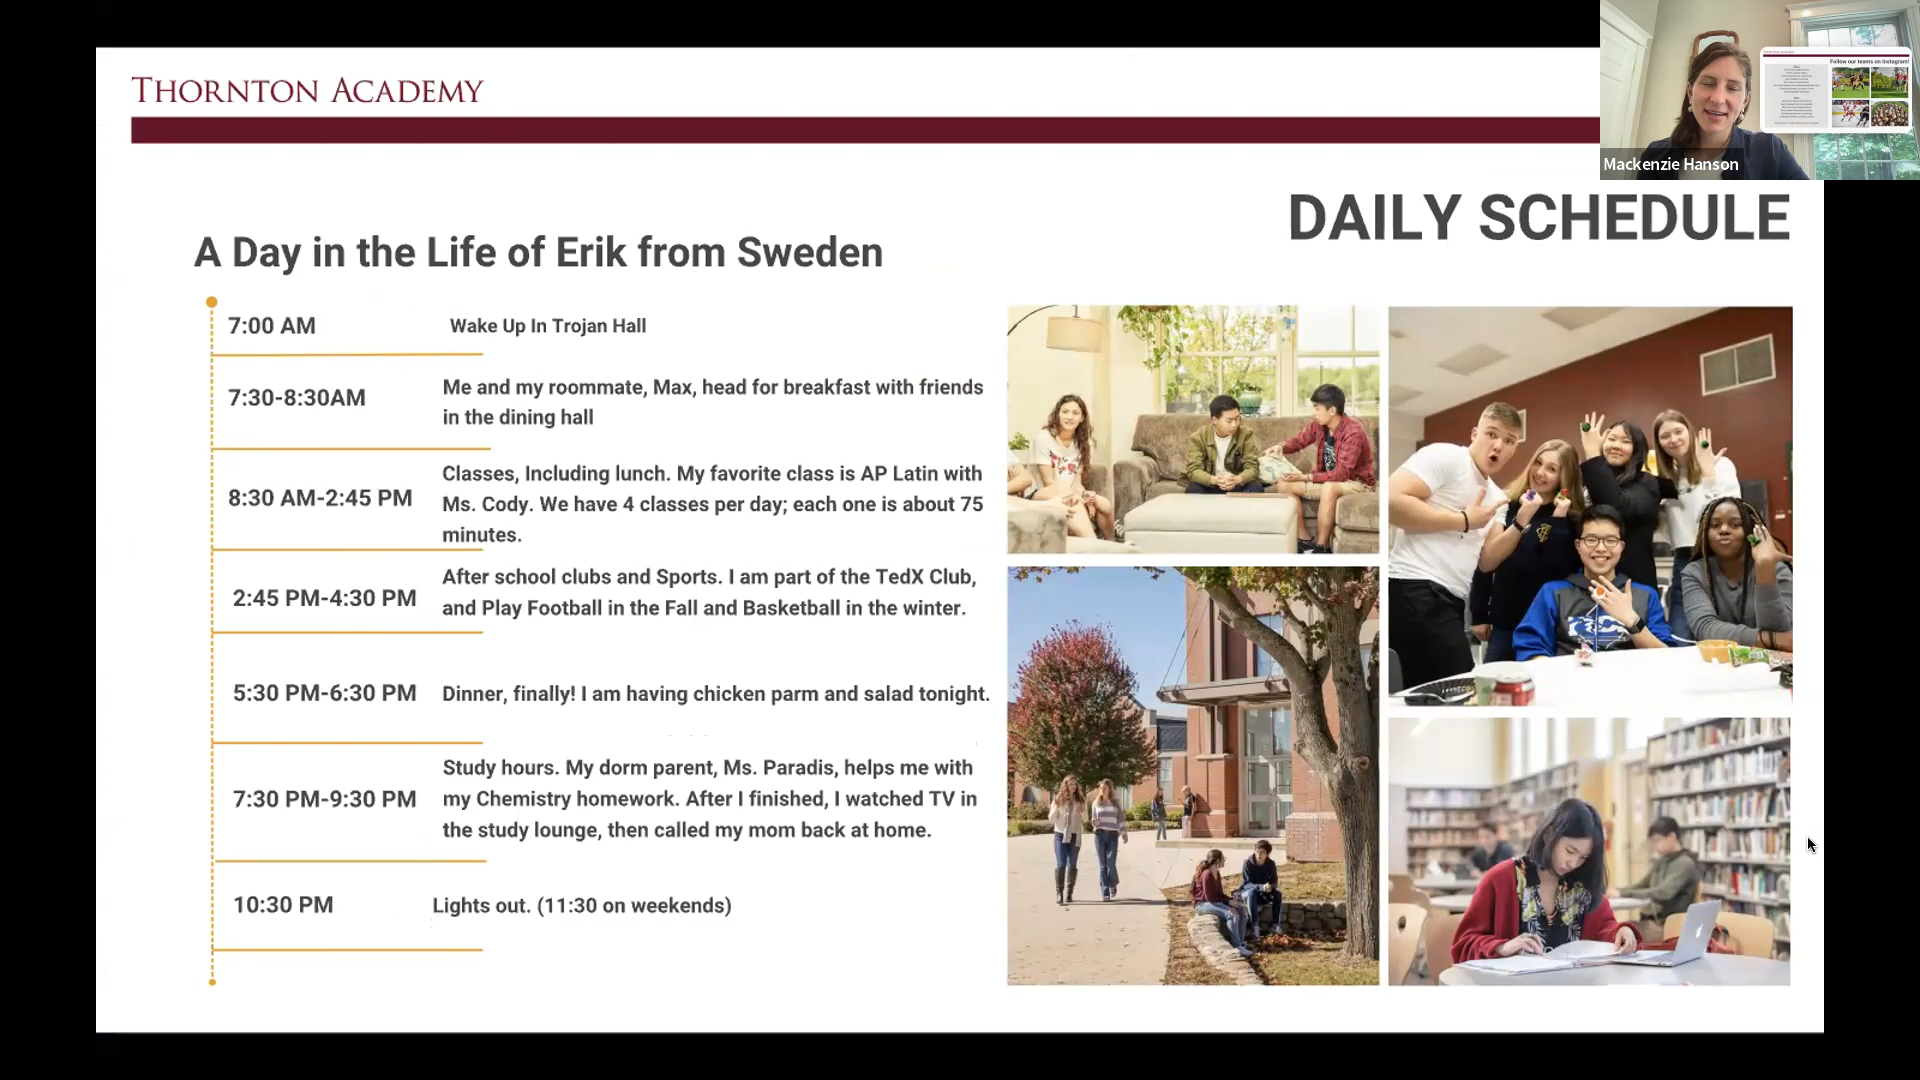 THORNTON ACADEMY
Follow our teams on Instagram!
Mackenzie Hanson
DAILY SCHEDULE
A Day in the Life of Erik from Sweden
7:00 AM
Wake Up In Trojan Hall
7:30-8:30AM
Me and my roommate, Max, head for breakfast with friends
in the dining hall
8:30 AM-2:45 PM
Classes, Including lunch. My favorite class is AP Latin with
Ms. Cody. We have 4 classes per day; each one is about 75
minutes.
2:45 PM-4:30 PM
After school clubs and Sports. I am part of the TedX Club,
and Play Football in the Fall and Basketball in the winter.
5:30 PM-6:30 PM
Dinner, finally! I am having chicken parm and salad tonight.
7:30 PM-9:30 PM
Study hours. My dorm parent, Ms. Paradis, helps me with
my Chemistry homework. After I finished, I watched TV in
the study lounge, then called my mom back at home.
10:30 PM
Lights out. (11:30 on weekends)